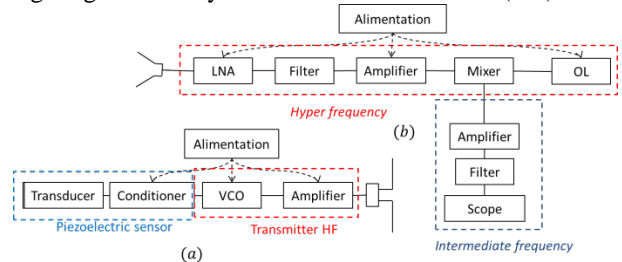 Alimentation
LNA
Filter
Amplifier
Mixer
OL
Hyper frequency
(b)
Amplifier
Filter
Scope
Intermediate frequency
Alimentation
Transducer
Conditioner
VCO
Amplifier
Piezoelectric sensor
Transmitter HF
(a)